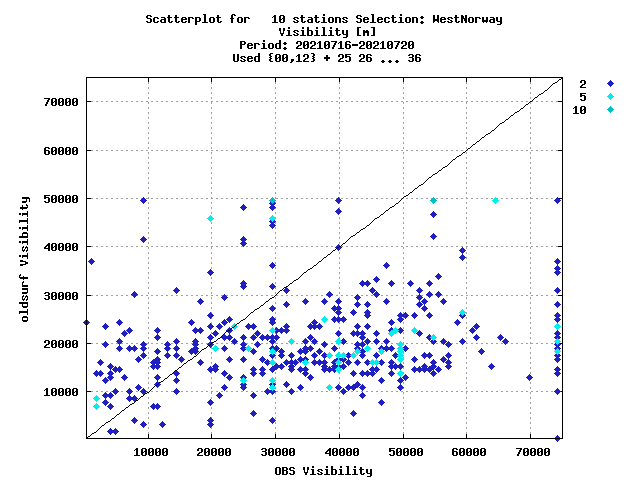 Scatterplot for 10 stations Selection: WestNorway
Visibility [m]
Period: 20210716-20210720
Used {00,12} + 25 26 ... 36
2
5
10
70000
60000
50000
40000
30000
20000
10000
oldsurf Visibility
10000 20000 30000 40000 50000 60000 70000
OBS Visibility